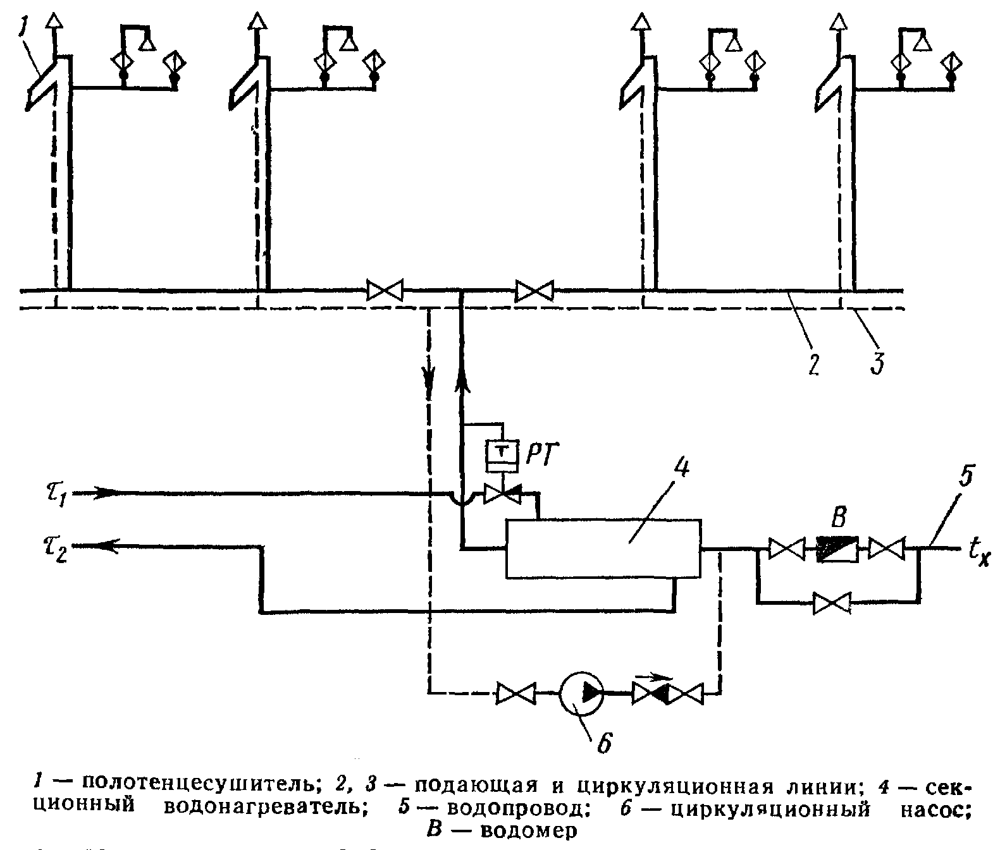 1
2
3
T
РТ
4
τ1
5
В
τ2
tx
6
1 — полотенцесушитель; 2, 3 — подающая и циркуляционная линии; 4 — сек-
ционный водонагреватель; 5 — водопровод; 6 — циркуляционный насос;
В — водомер